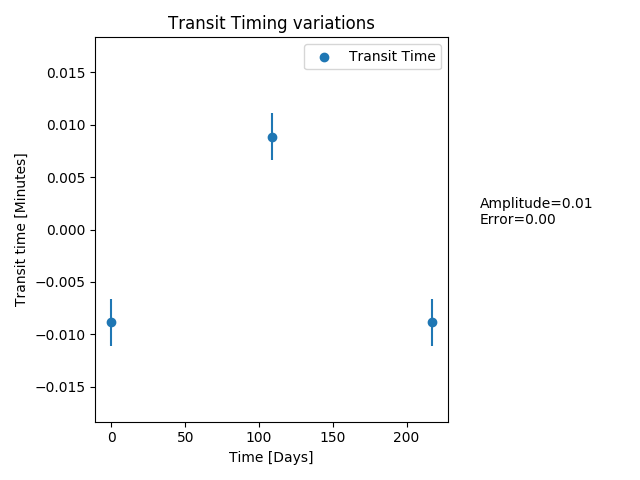 Transit Timing variations
Transit Time
0.015
0.010
0.005
0.000
−0.005
−0.010
−0.015
Transit time [Minutes]
Amplitude=0.01
Error=0.00
0
50
100
150
200
Time [Days]